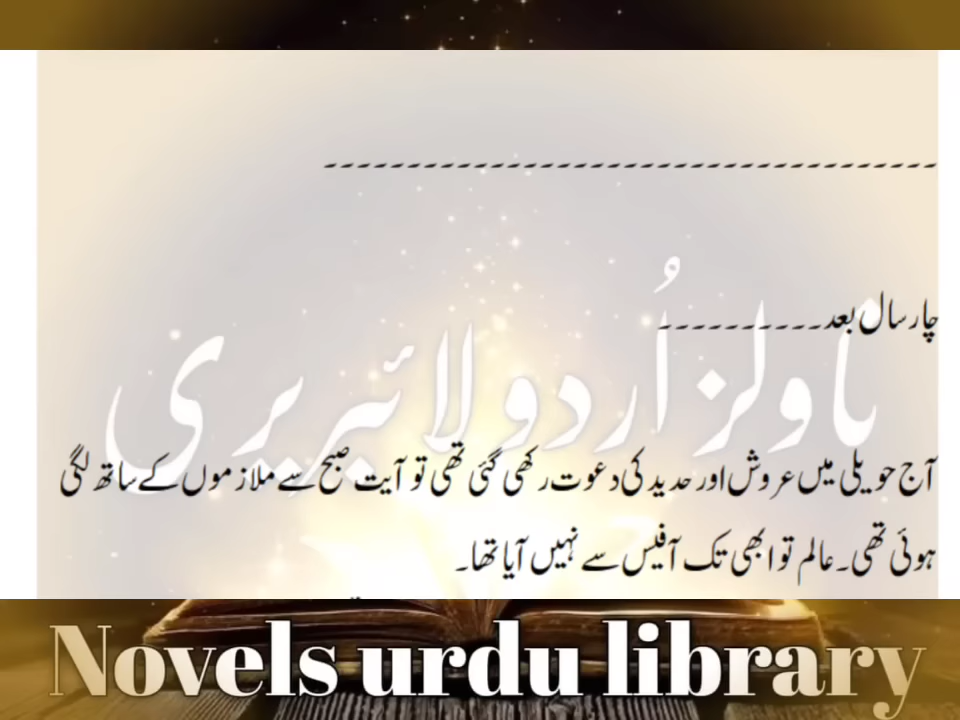 ------------------------------------
چار سال بعد----------
ناولز اُردو لائبریری
آج حویلی میں عروش اور حدید کی دعوت رکھی گئی تھی تو آیت صبح سے ملازموں کے ساتھ لگی
ہوئی تھی۔ عالم تو ابھی تک آفیس سے نہیں آیا تھا۔
Novels urdu library